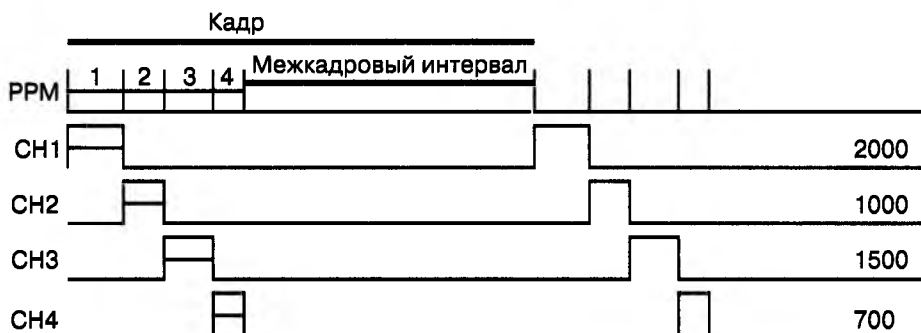 Кадр
1 2 3 4 Межкадровый интервал
PPM
CH1 2000
CH2 1000
CH3 1500
CH4 700